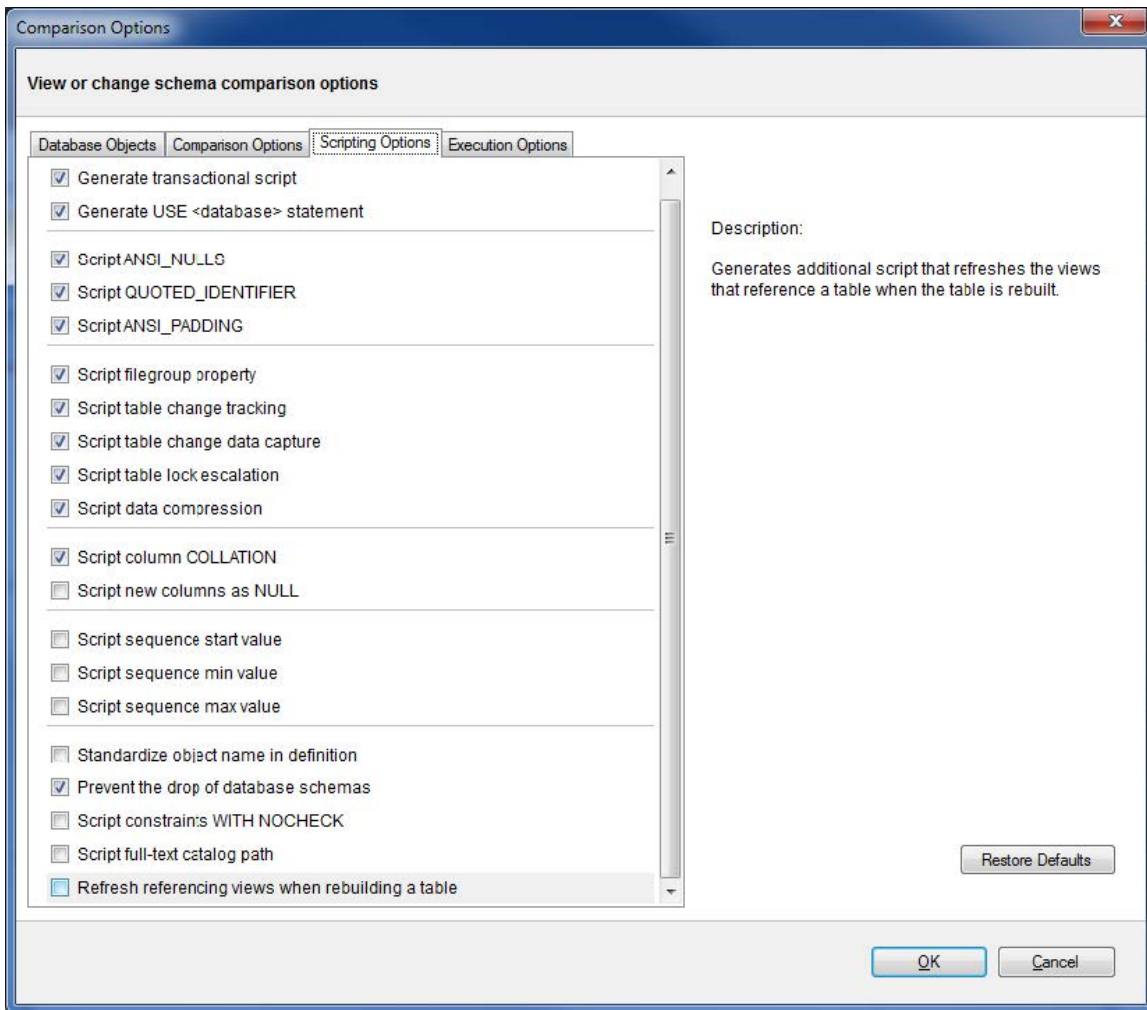 Comparison Options
View or change schema comparison options
Database Objects Comparison Options Scripting Options Execution Options
Generate transactional script
Generate USE <database> statement
Script ANSI_NULLS
Script QUOTED_IDENTIFIER
Script ANSI_PADDING
Script filegroup property
Script table change tracking
Script table change data capture
Script table lock escalation
Script data compression
Script column COLLATION
Script new columns as NULL
Script sequence start value
Script sequence min value
Script sequence max value
Standardize object name in definition
Prevent the drop of database schemas
Script constraints WITH NOCHECK
Script full-text catalog path
Refresh referencing views when rebuilding a table
Description:
Generates additional script that refreshes the views
that reference a table when the table is rebuilt.
Restore Defaults
OK Cancel